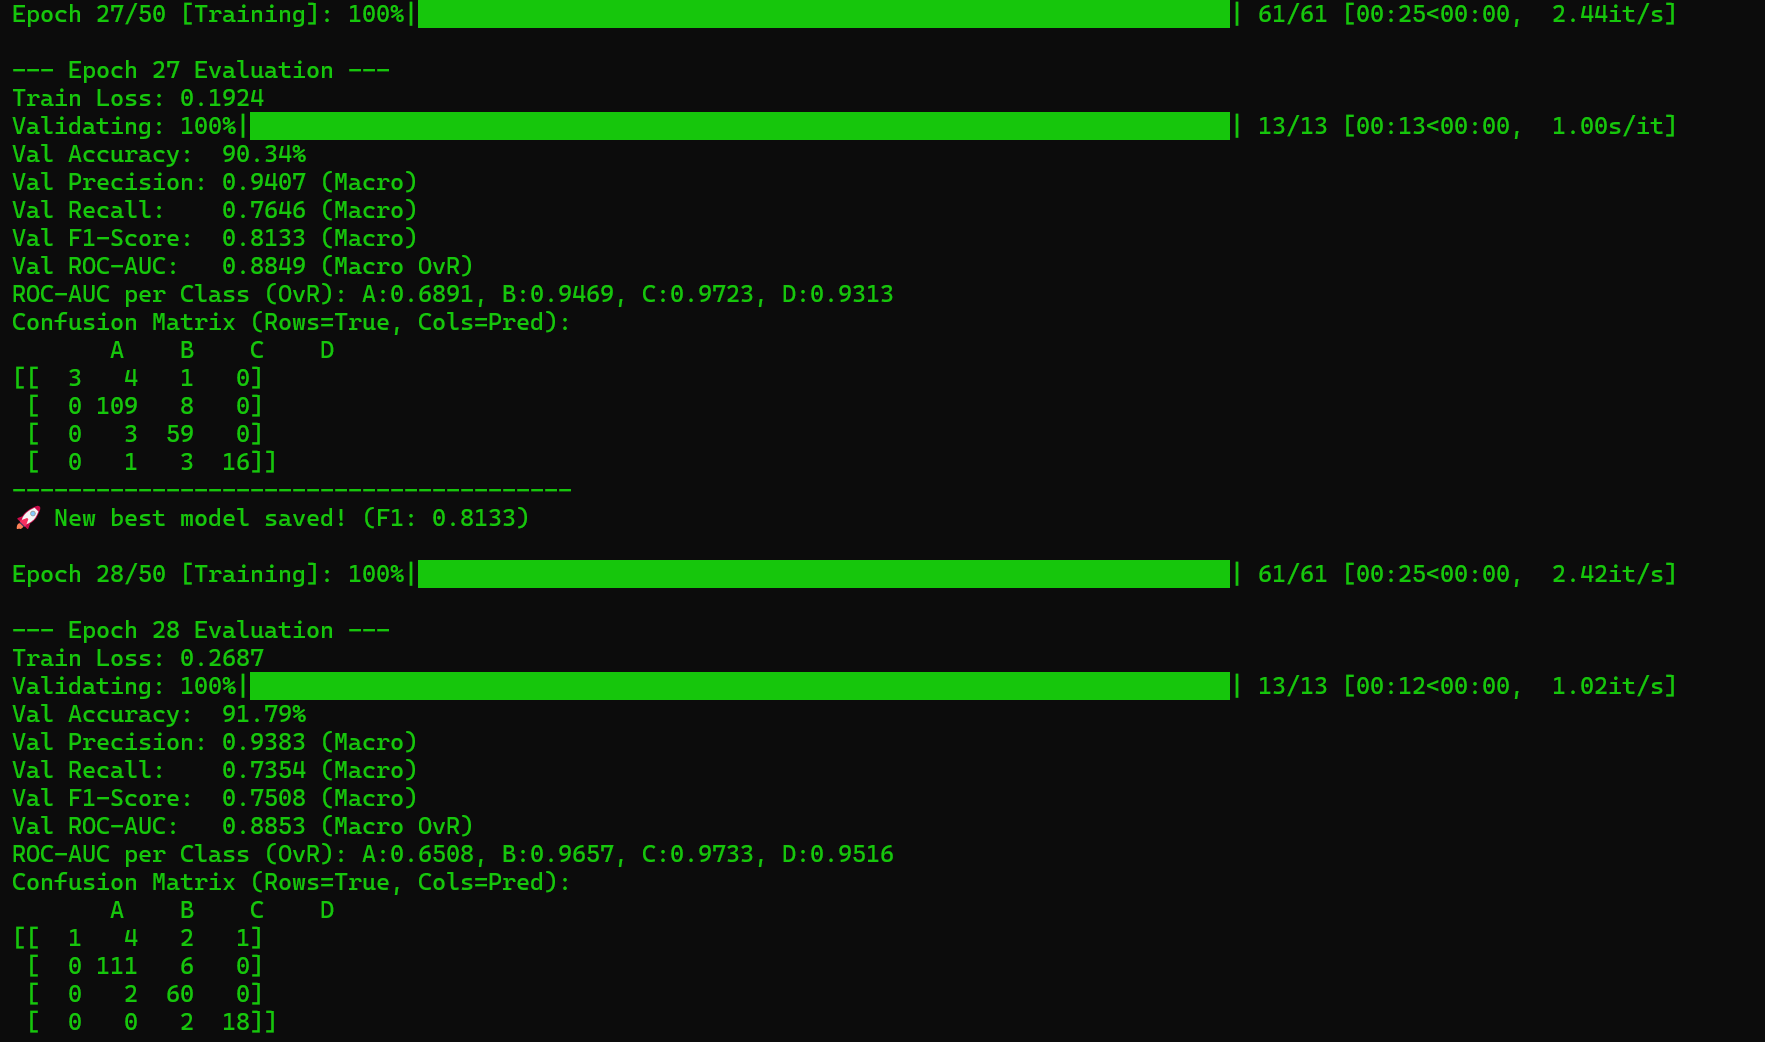 Epoch 27/50 [Training]: 100%|██████████| 61/61 [00:25<00:00,  2.44it/s]
--- Epoch 27 Evaluation ---
Train Loss: 0.1924
Validating: 100%|██████████| 13/13 [00:13<00:00,  1.00s/it]
Val Accuracy:  90.34%
Val Precision: 0.9407 (Macro)
Val Recall:    0.7646 (Macro)
Val F1-Score:  0.8133 (Macro)
Val ROC-AUC:   0.8849 (Macro OvR)
ROC-AUC per Class (OvR): A:0.6891, B:0.9469, C:0.9723, D:0.9313
Confusion Matrix (Rows=True, Cols=Pred):
       A    B    C    D
[[  3   4   1   0]
 [  0 109   8   0]
 [  0   3  59   0]
 [  0   1   3  16]]
----------------------------------------
🚀 New best model saved! (F1: 0.8133)
Epoch 28/50 [Training]: 100%|██████████| 61/61 [00:25<00:00,  2.42it/s]
--- Epoch 28 Evaluation ---
Train Loss: 0.2687
Validating: 100%|██████████| 13/13 [00:12<00:00,  1.02it/s]
Val Accuracy:  91.79%
Val Precision: 0.9383 (Macro)
Val Recall:    0.7354 (Macro)
Val F1-Score:  0.7508 (Macro)
Val ROC-AUC:   0.8853 (Macro OvR)
ROC-AUC per Class (OvR): A:0.6508, B:0.9657, C:0.9733, D:0.9516
Confusion Matrix (Rows=True, Cols=Pred):
       A    B    C    D
[[  1   4   2   1]
 [  0 111   6   0]
 [  0   2  60   0]
 [  0   0   2  18]]